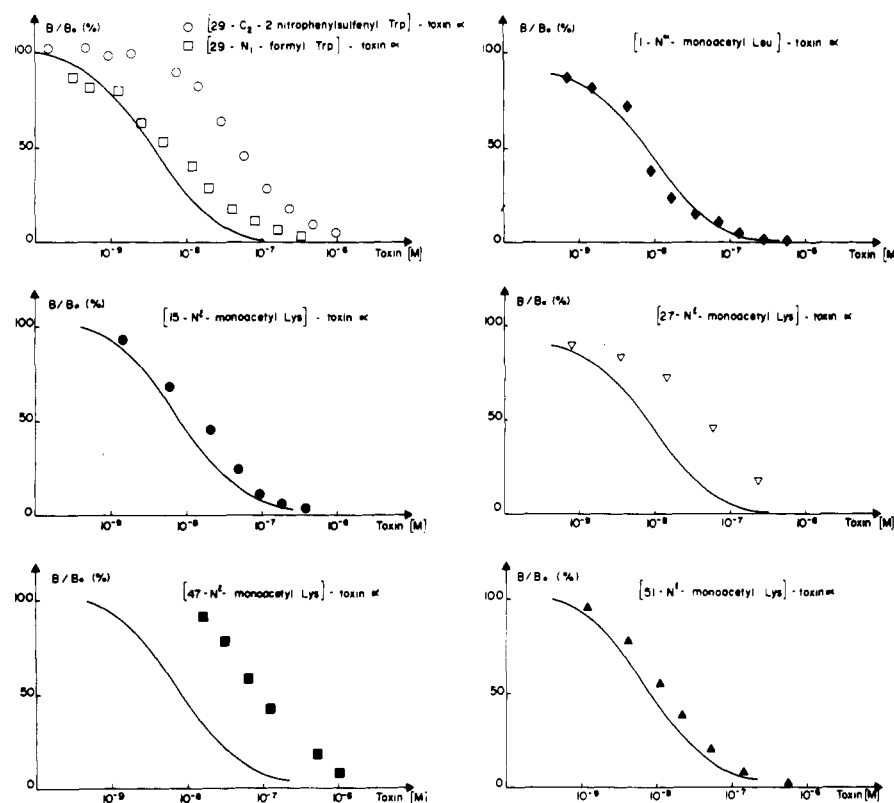 B/B₀ (%)
[29 - C₂ - 2 nitrophenylsulfenyl Trp] - toxin α
[29 - N₁ - formyl Trp] - toxin α
100
50
0
10⁻⁹
10⁻⁸
10⁻⁷
10⁻⁶
Toxin [M]
B/B₀ (%)
[1 - Nᵅ - monoacetyl Leu] - toxin α
100
50
0
10⁻⁹
10⁻⁸
10⁻⁷
10⁻⁶
Toxin [M]
B/B₀ (%)
[15 - Nᵋ - monoacetyl Lys] - toxin α
100
50
0
10⁻⁹
10⁻⁸
10⁻⁷
10⁻⁶
Toxin [M]
B/B₀ (%)
[27 - Nᵋ - monoacetyl Lys] - toxin α
100
50
0
10⁻⁹
10⁻⁸
10⁻⁷
10⁻⁶
Toxin [M]
B/B₀ (%)
[47 - Nᵋ - monoacetyl Lys] - toxin α
100
50
0
10⁻⁹
10⁻⁸
10⁻⁷
10⁻⁶
Toxin [M]
B/B₀ (%)
[51 - Nᵋ - monoacetyl Lys] - toxin α
100
50
0
10⁻⁹
10⁻⁸
10⁻⁷
10⁻⁶
Toxin [M]